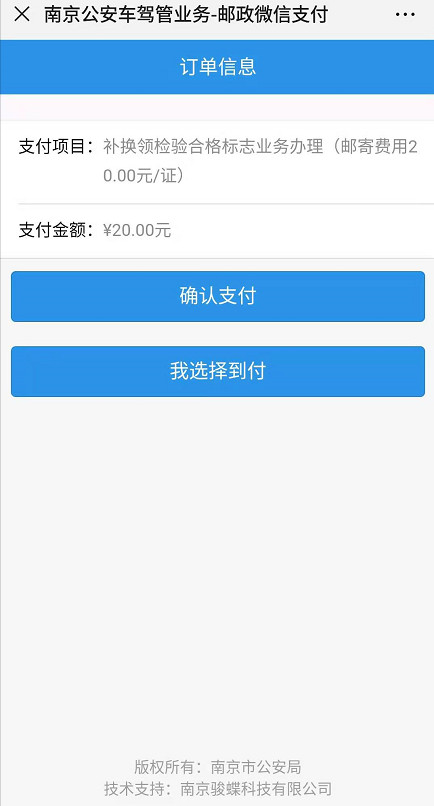 南京公安车驾管业务-邮政微信支付
订单信息
支付项目：补换领检验合格标志业务办理（邮寄费用2
0.00元/证）
支付金额：¥20.00元
确认支付
我选择到付
版权所有：南京市公安局
技术支持：南京骏蝶科技有限公司